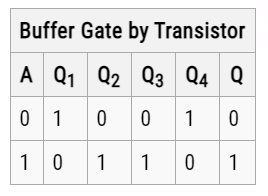 Buffer Gate by Transistor
A Q₁ Q₂ Q₃ Q₄ Q
0 1 0 0 1 0
1 0 1 1 0 1